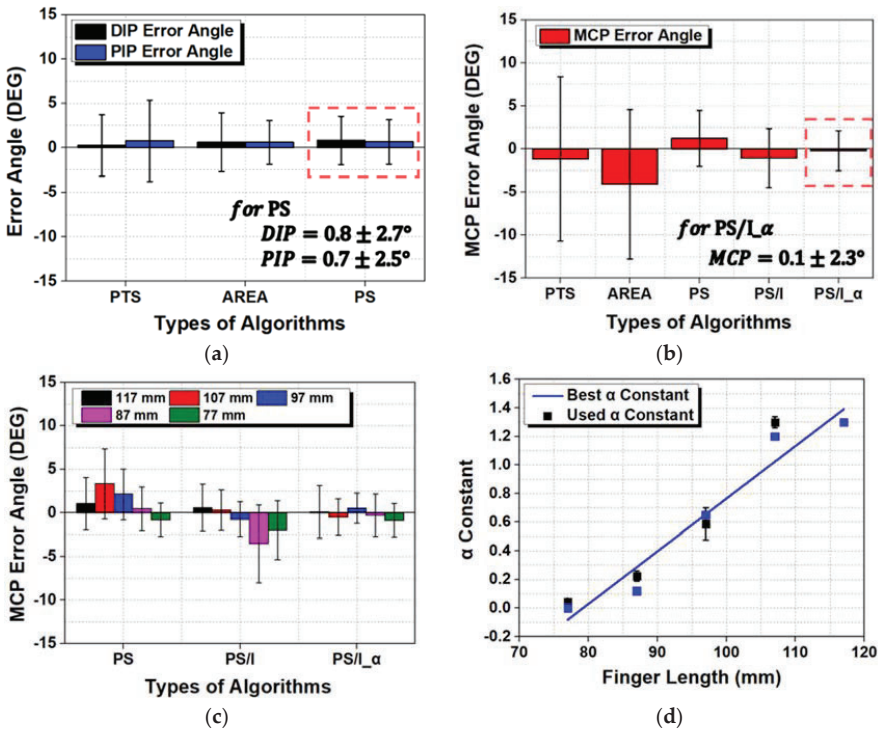 DIP Error Angle
PIP Error Angle
Error Angle (DEG)
15
10
5
0
-5
-10
-15
for PS
DIP = 0.8 ± 2.7°
PIP = 0.7 ± 2.5°
PTS AREA PS
Types of Algorithms
(a)
MCP Error Angle
MCP Error Angle (DEG)
15
10
5
0
-5
-10
-15
for PS/I_α
MCP = 0.1 ± 2.3°
PTS AREA PS PS/I PS/I_α
Types of Algorithms
(b)
117 mm 107 mm 97 mm
87 mm 77 mm
MCP Error Angle (DEG)
15
10
5
0
-5
-10
-15
PS PS/I PS/I_α
Types of Algorithms
(c)
Best α Constant
Used α Constant
α Constant
1.6
1.4
1.2
1.0
0.8
0.6
0.4
0.2
0.0
-0.2
70 80 90 100 110 120
Finger Length (mm)
(d)